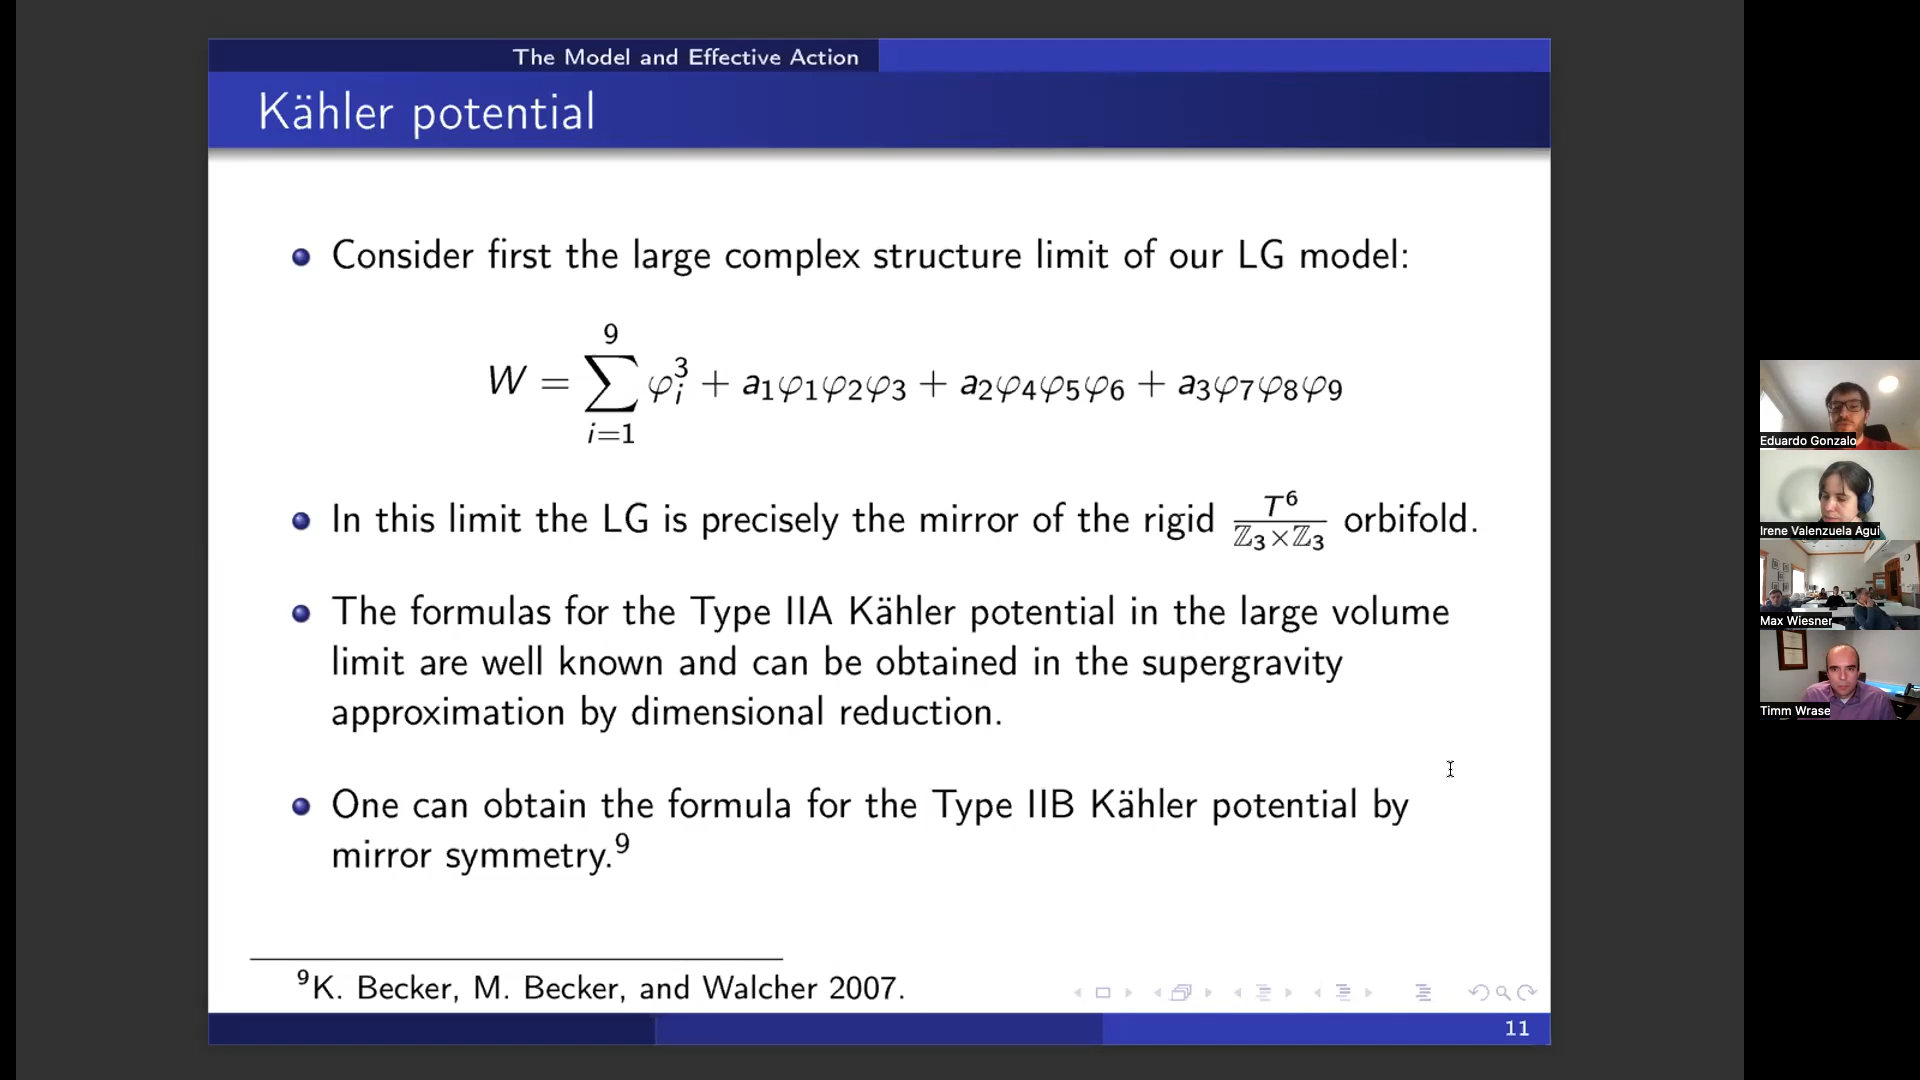 The Model and Effective Action
Kähler potential
Consider first the large complex structure limit of our LG model:
W = ∑_{i=1}^{9} φ_i^3 + a_1φ_1φ_2φ_3 + a_2φ_4φ_5φ_6 + a_3φ_7φ_8φ_9
In this limit the LG is precisely the mirror of the rigid T^6/(ℤ_3×ℤ_3) orbifold.
The formulas for the Type IIA Kähler potential in the large volume
limit are well known and can be obtained in the supergravity
approximation by dimensional reduction.
One can obtain the formula for the Type IIB Kähler potential by
mirror symmetry.⁹
⁹K. Becker, M. Becker, and Walcher 2007.
11
Eduardo Gonzalo
Irene Valenzuela Agui
Max Wiesner
Timm Wrase